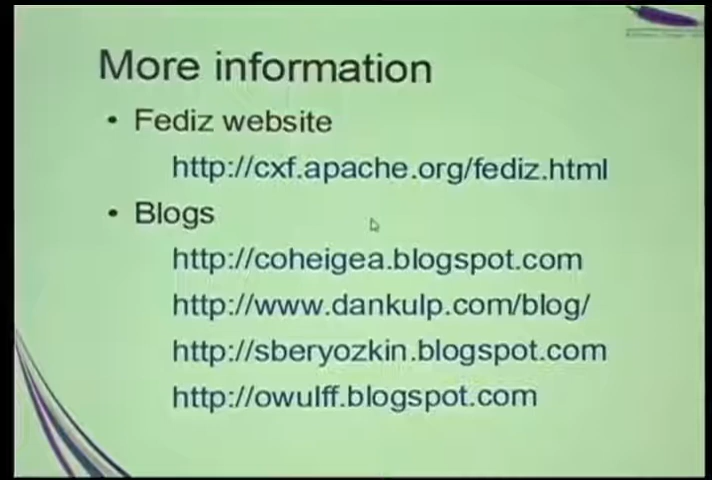 More information
• Fediz website
http://cxf.apache.org/fediz.html
• Blogs
http://coheigea.blogspot.com
http://www.dankulp.com/blog/
http://sberyozkin.blogspot.com
http://owulff.blogspot.com